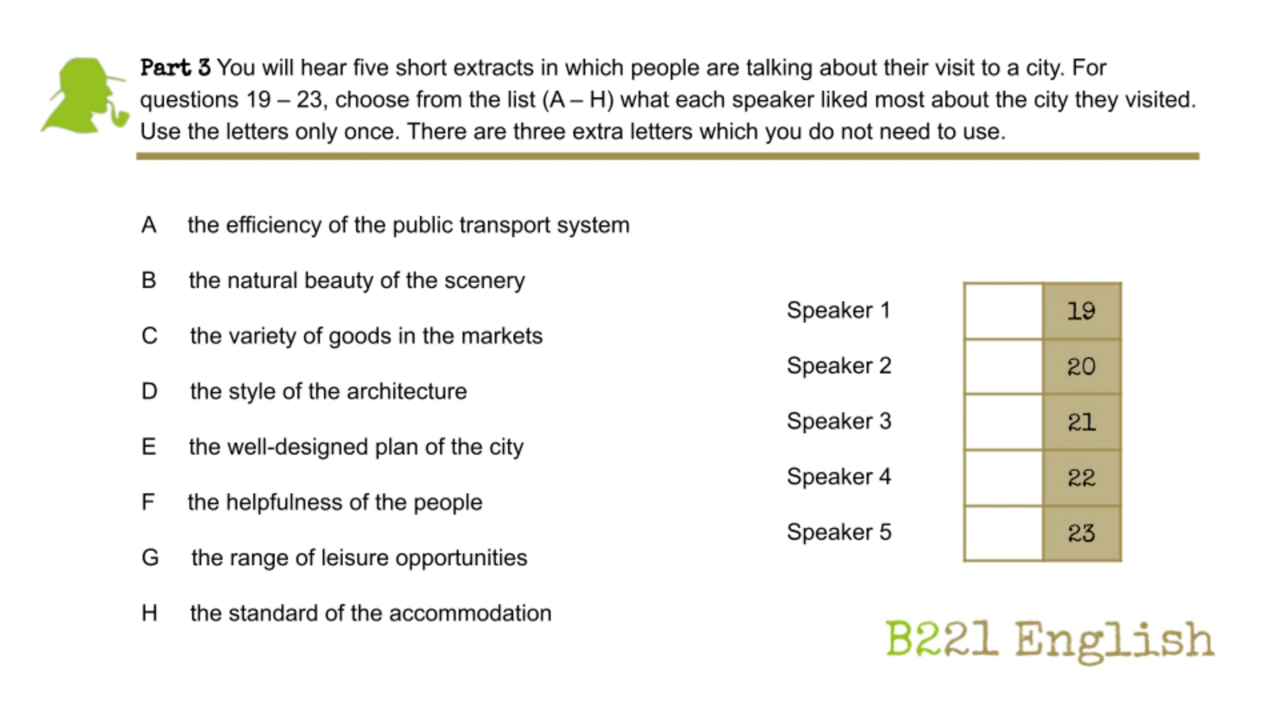 Part 3 You will hear five short extracts in which people are talking about their visit to a city. For
questions 19 – 23, choose from the list (A – H) what each speaker liked most about the city they visited.
Use the letters only once. There are three extra letters which you do not need to use.
A the efficiency of the public transport system
B the natural beauty of the scenery
C the variety of goods in the markets
D the style of the architecture
E the well-designed plan of the city
F the helpfulness of the people
G the range of leisure opportunities
H the standard of the accommodation
Speaker 1 19
Speaker 2 20
Speaker 3 21
Speaker 4 22
Speaker 5 23
B221 English